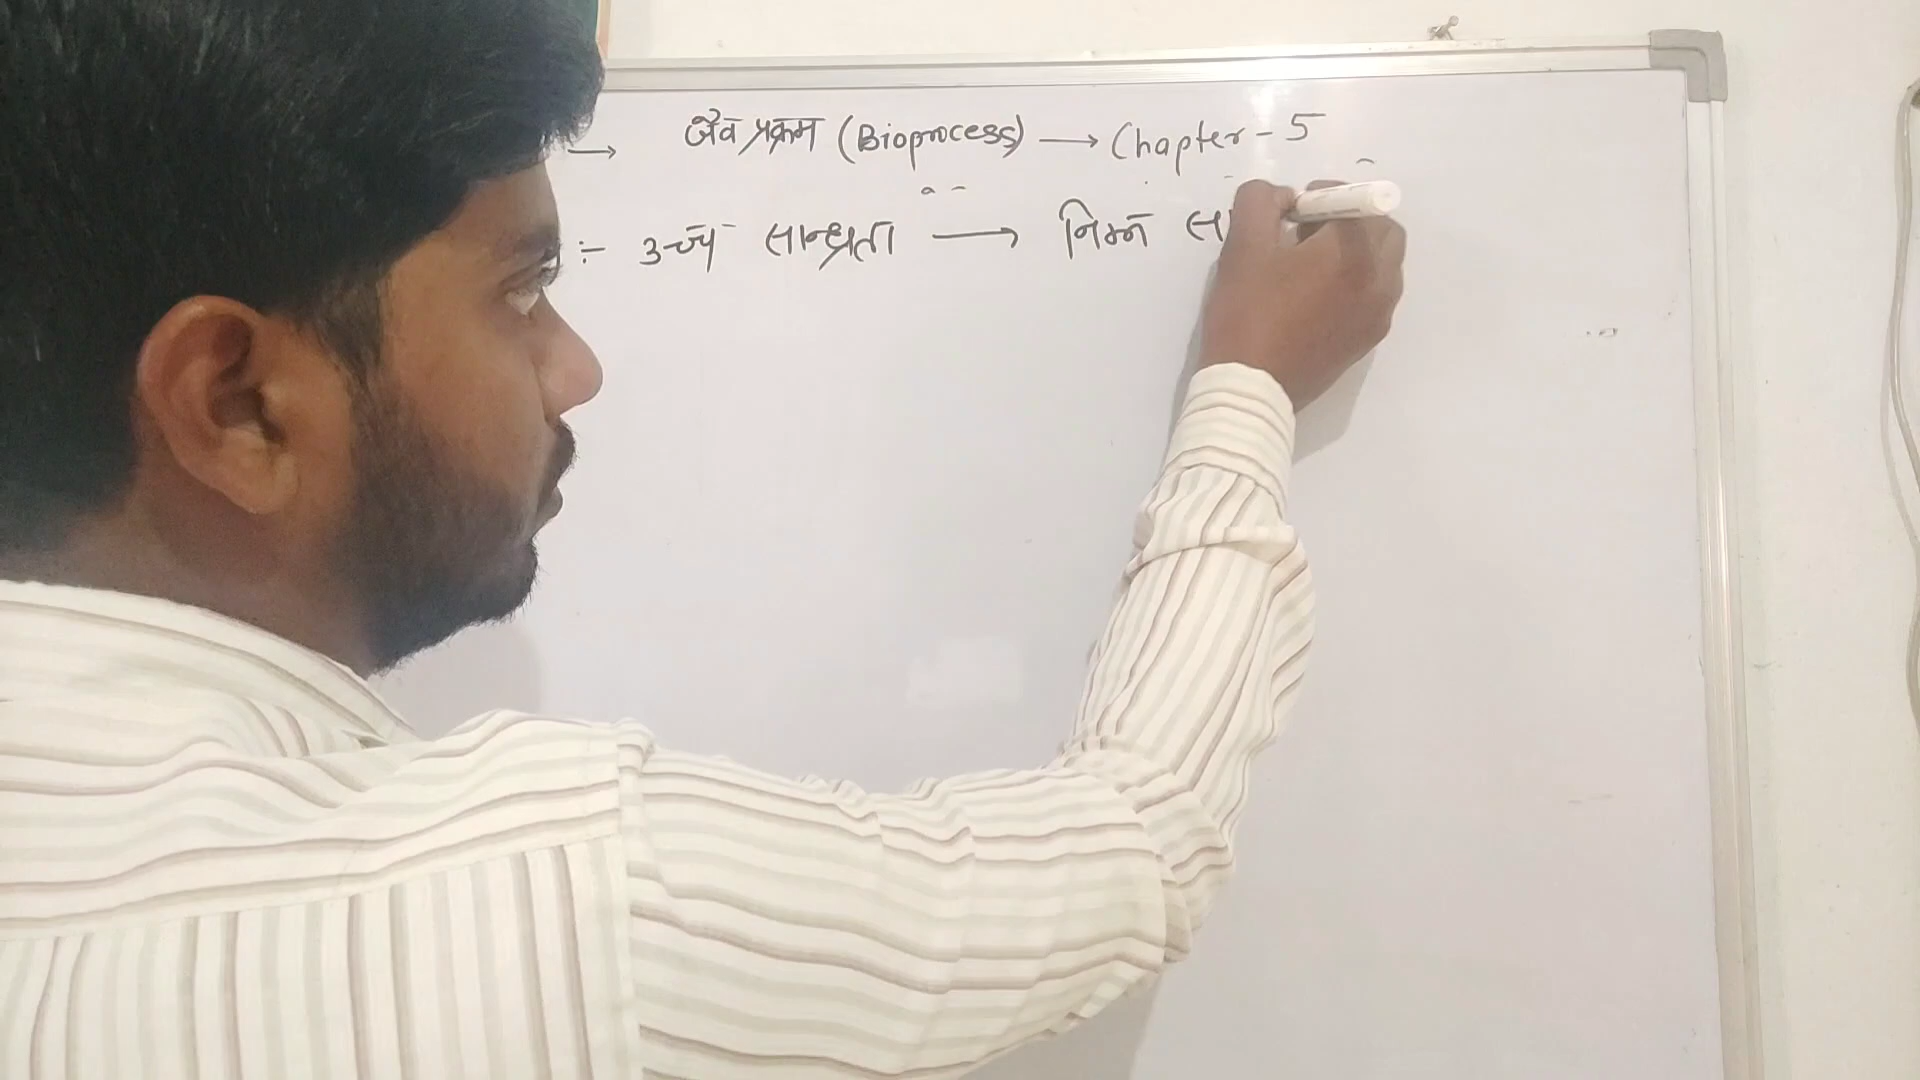 → जैव प्रक्रम (Bioprocess) → Chapter - 5
:- उच्च सान्द्रता → निम्न सा